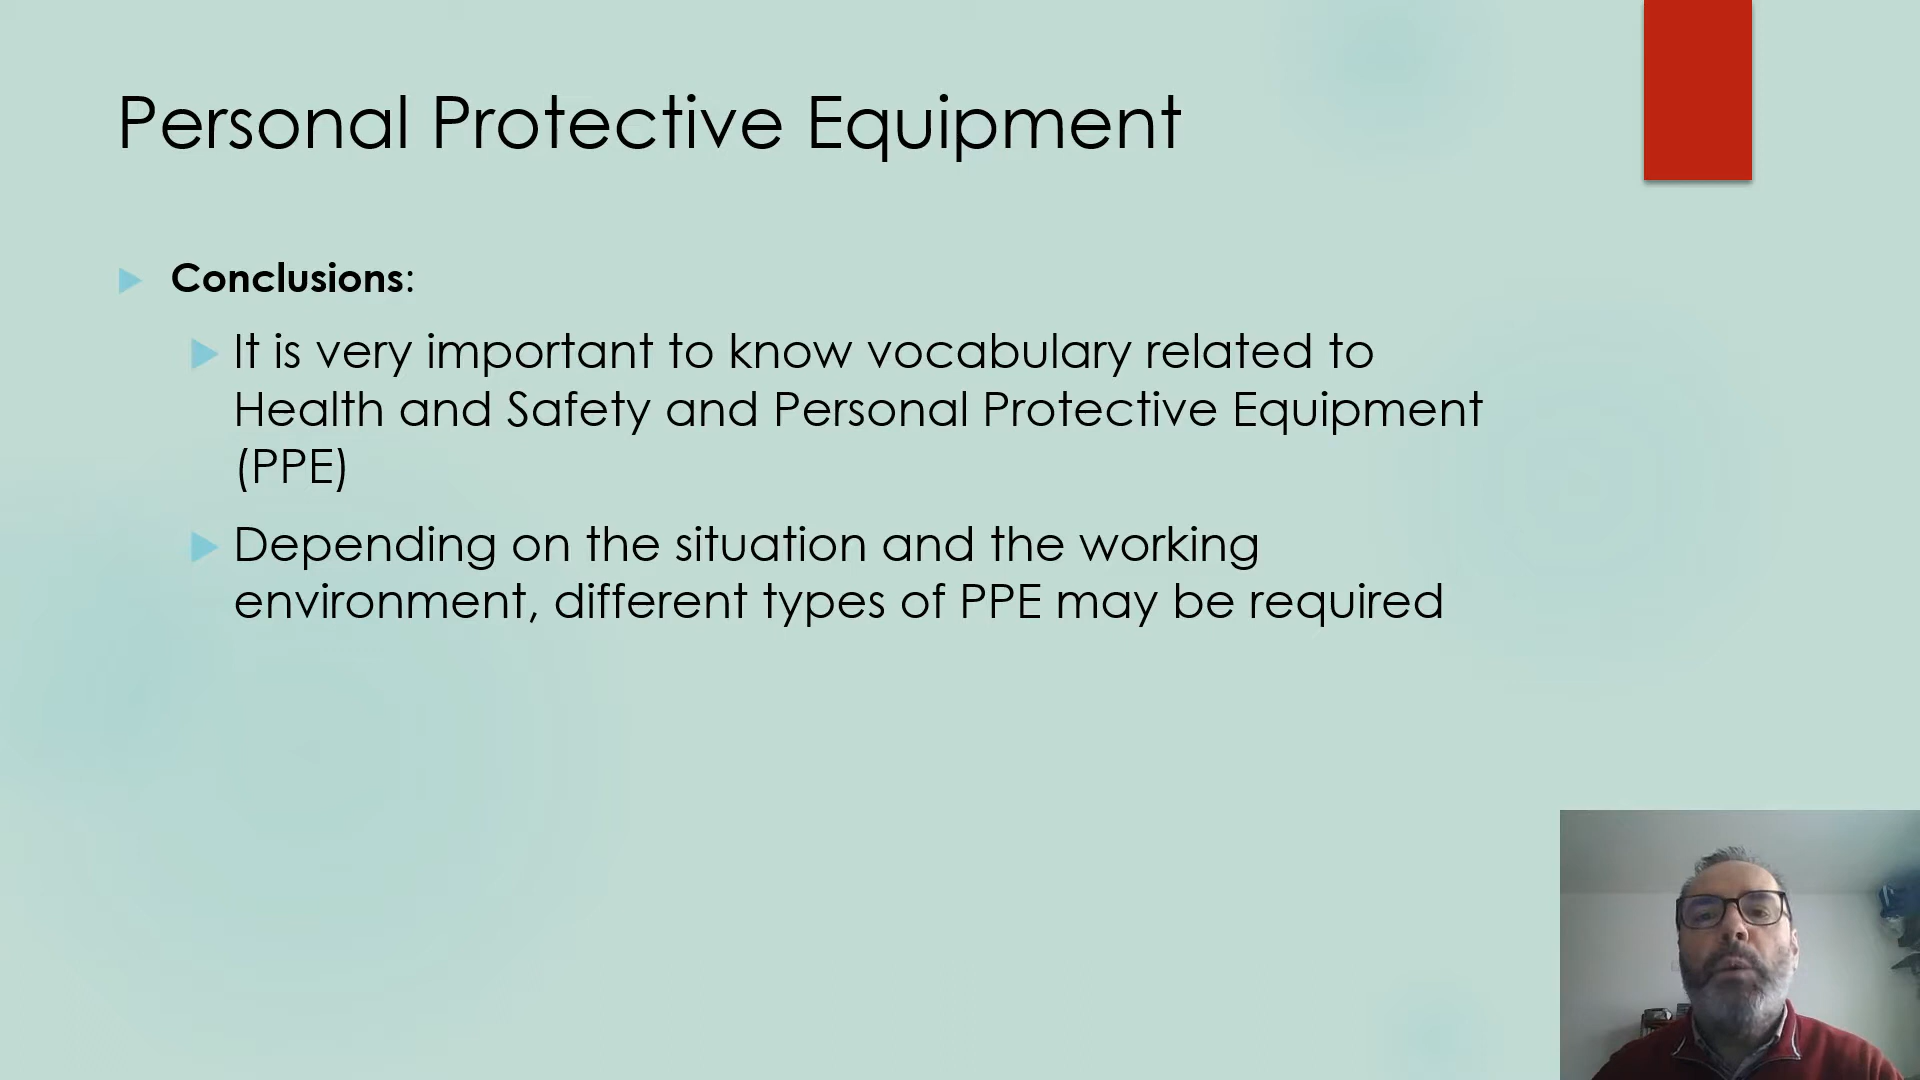 Personal Protective Equipment
Conclusions:
It is very important to know vocabulary related to
Health and Safety and Personal Protective Equipment
(PPE)
Depending on the situation and the working
environment, different types of PPE may be required